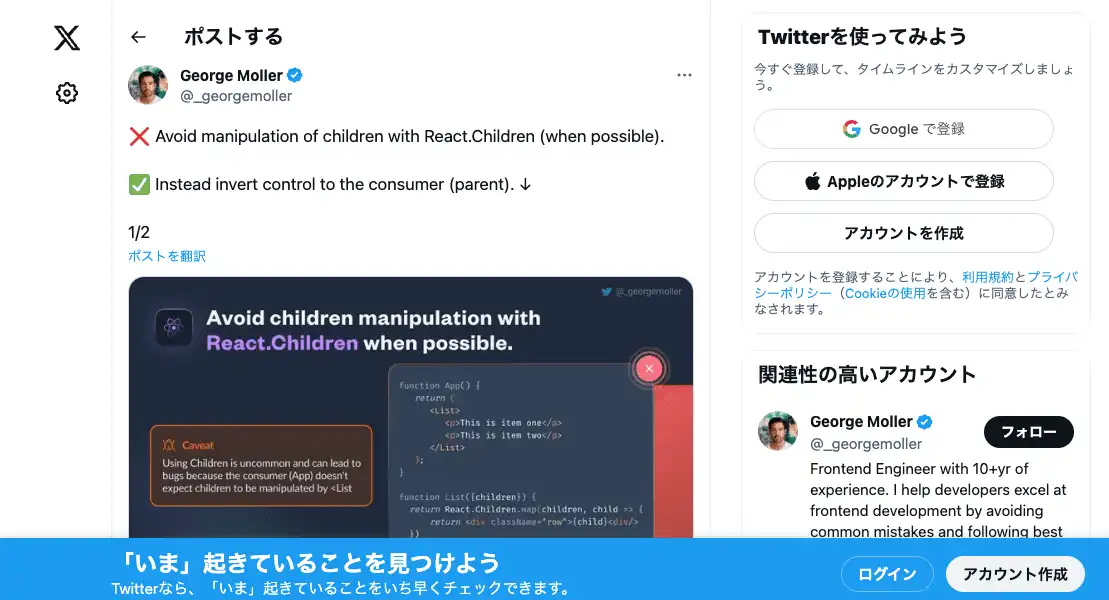 ポストする
George Moller
@_georgemoller
❌ Avoid manipulation of children with React.Children (when possible).
✅ Instead invert control to the consumer (parent). ↓
1/2
ポストを翻訳
@_georgemoller
Avoid children manipulation with
React.Children when possible.
function App() {
return (
<List>
<p>This is item one</p>
<p>This is item two</p>
</List>
);
}
function List({children}) {
return React.Children.map(children, child => {
return <div className="row">{child}<div/>
})
Caveat
Using Children is uncommon and can lead to
bugs because the consumer (App) doesn't
expect children to be manipulated by <List
Twitterを使ってみよう
今すぐ登録して、タイムラインをカスタマイズしましょ
う。
Google で登録
Appleのアカウントで登録
アカウントを作成
アカウントを登録することにより、利用規約とプライバ
シーポリシー（Cookieの使用を含む）に同意したとみ
なされます。
関連性の高いアカウント
George Moller
@_georgemoller
フォロー
Frontend Engineer with 10+yr of
experience. I help developers excel at
frontend development by avoiding
common mistakes and following best
「いま」起きていることを見つけよう
Twitterなら、「いま」起きていることをいち早くチェックできます。
ログイン
アカウント作成